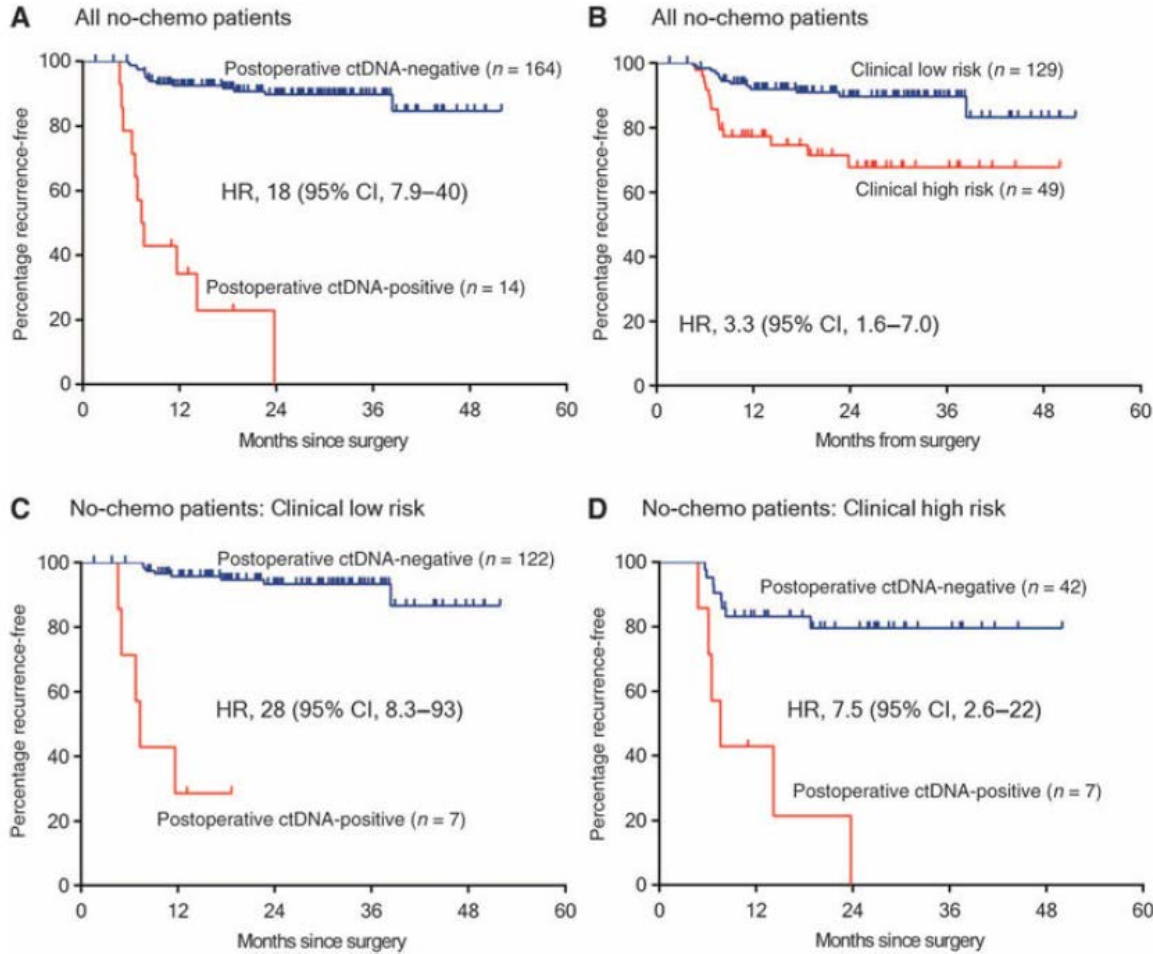 A All no-chemo patients
100
80
60
40
20
0
Percentage recurrence-free
Postoperative ctDNA-negative (n = 164)
HR, 18 (95% CI, 7.9–40)
Postoperative ctDNA-positive (n = 14)
0 12 24 36 48 60
Months since surgery
B All no-chemo patients
100
80
60
40
20
0
Percentage recurrence-free
Clinical low risk (n = 129)
Clinical high risk (n = 49)
HR, 3.3 (95% CI, 1.6–7.0)
0 12 24 36 48 60
Months from surgery
C No-chemo patients: Clinical low risk
100
80
60
40
20
0
Percentage recurrence-free
Postoperative ctDNA-negative (n = 122)
HR, 28 (95% CI, 8.3–93)
Postoperative ctDNA-positive (n = 7)
0 12 24 36 48 60
Months since surgery
D No-chemo patients: Clinical high risk
100
80
60
40
20
0
Percentage recurrence-free
Postoperative ctDNA-negative (n = 42)
HR, 7.5 (95% CI, 2.6–22)
Postoperative ctDNA-positive (n = 7)
0 12 24 36 48 60
Months since surgery